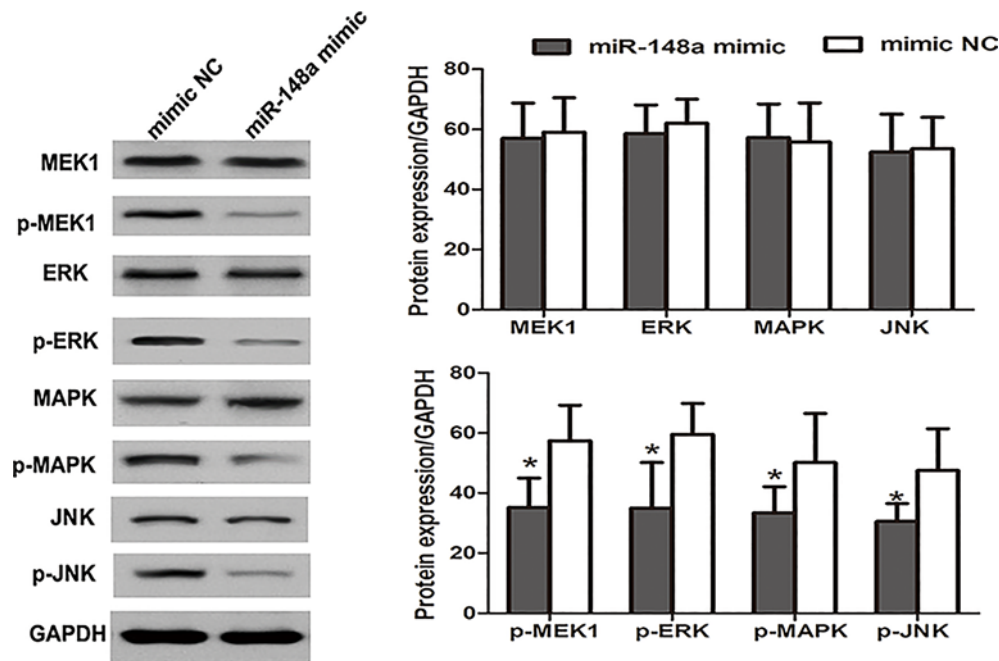 mimic NC
miR-148a mimic
MEK1
p-MEK1
ERK
p-ERK
MAPK
p-MAPK
JNK
p-JNK
GAPDH
miR-148a mimic mimic NC
Protein expression/GAPDH
80
60
40
20
0
MEK1 ERK MAPK JNK
Protein expression/GAPDH
80
60
40
20
0
* * * *
p-MEK1 p-ERK p-MAPK p-JNK